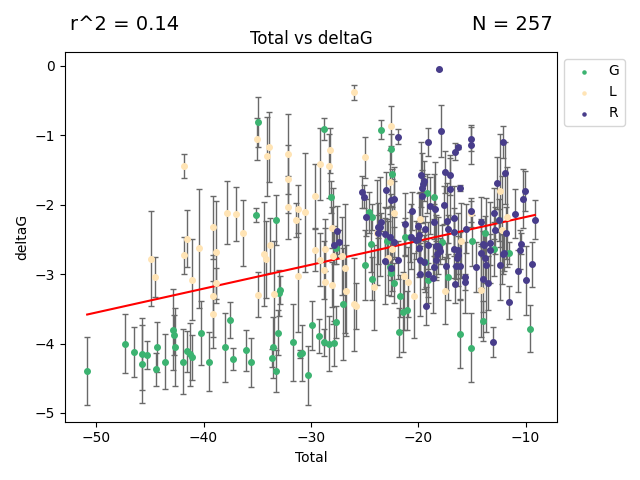 r^2 = 0.14 N = 257
Total vs deltaG
G
L
R
deltaG
0
−1
−2
−3
−4
−5
−50 −40 −30 −20 −10
Total